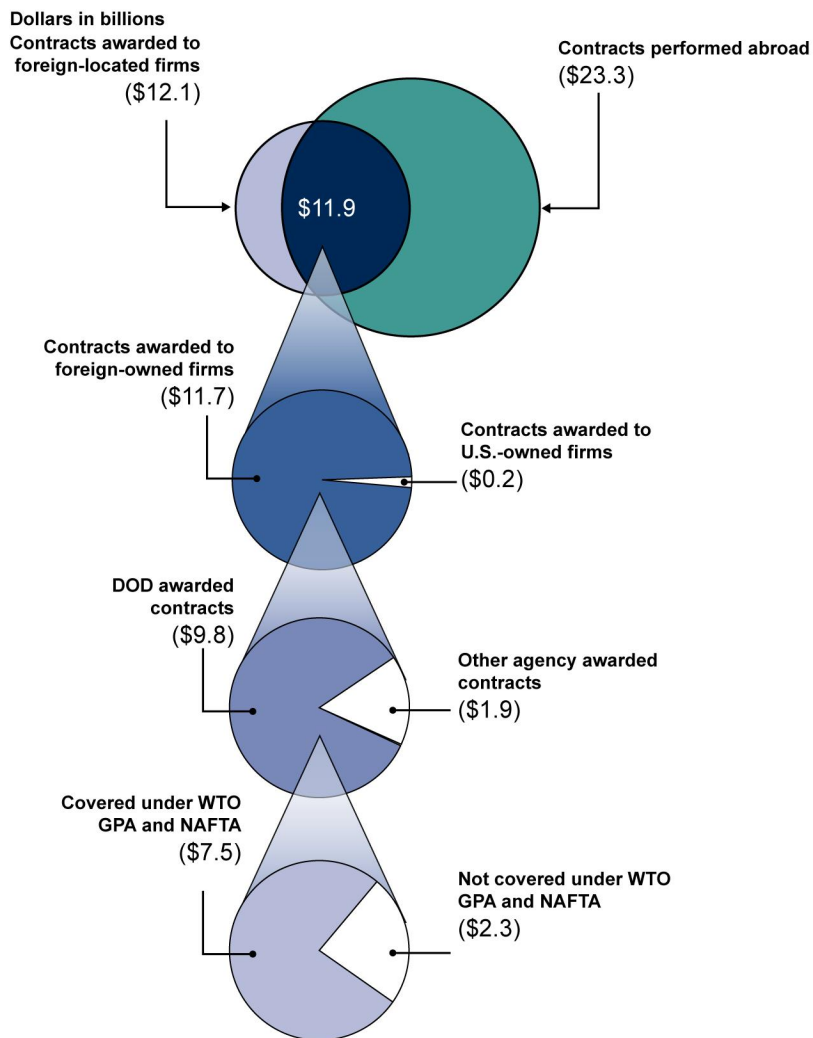 Dollars in billions
Contracts awarded to
foreign-located firms
($12.1)
Contracts performed abroad
($23.3)
$11.9
Contracts awarded to
foreign-owned firms
($11.7)
Contracts awarded to
U.S.-owned firms
($0.2)
DOD awarded
contracts
($9.8)
Other agency awarded
contracts
($1.9)
Covered under WTO
GPA and NAFTA
($7.5)
Not covered under WTO
GPA and NAFTA
($2.3)